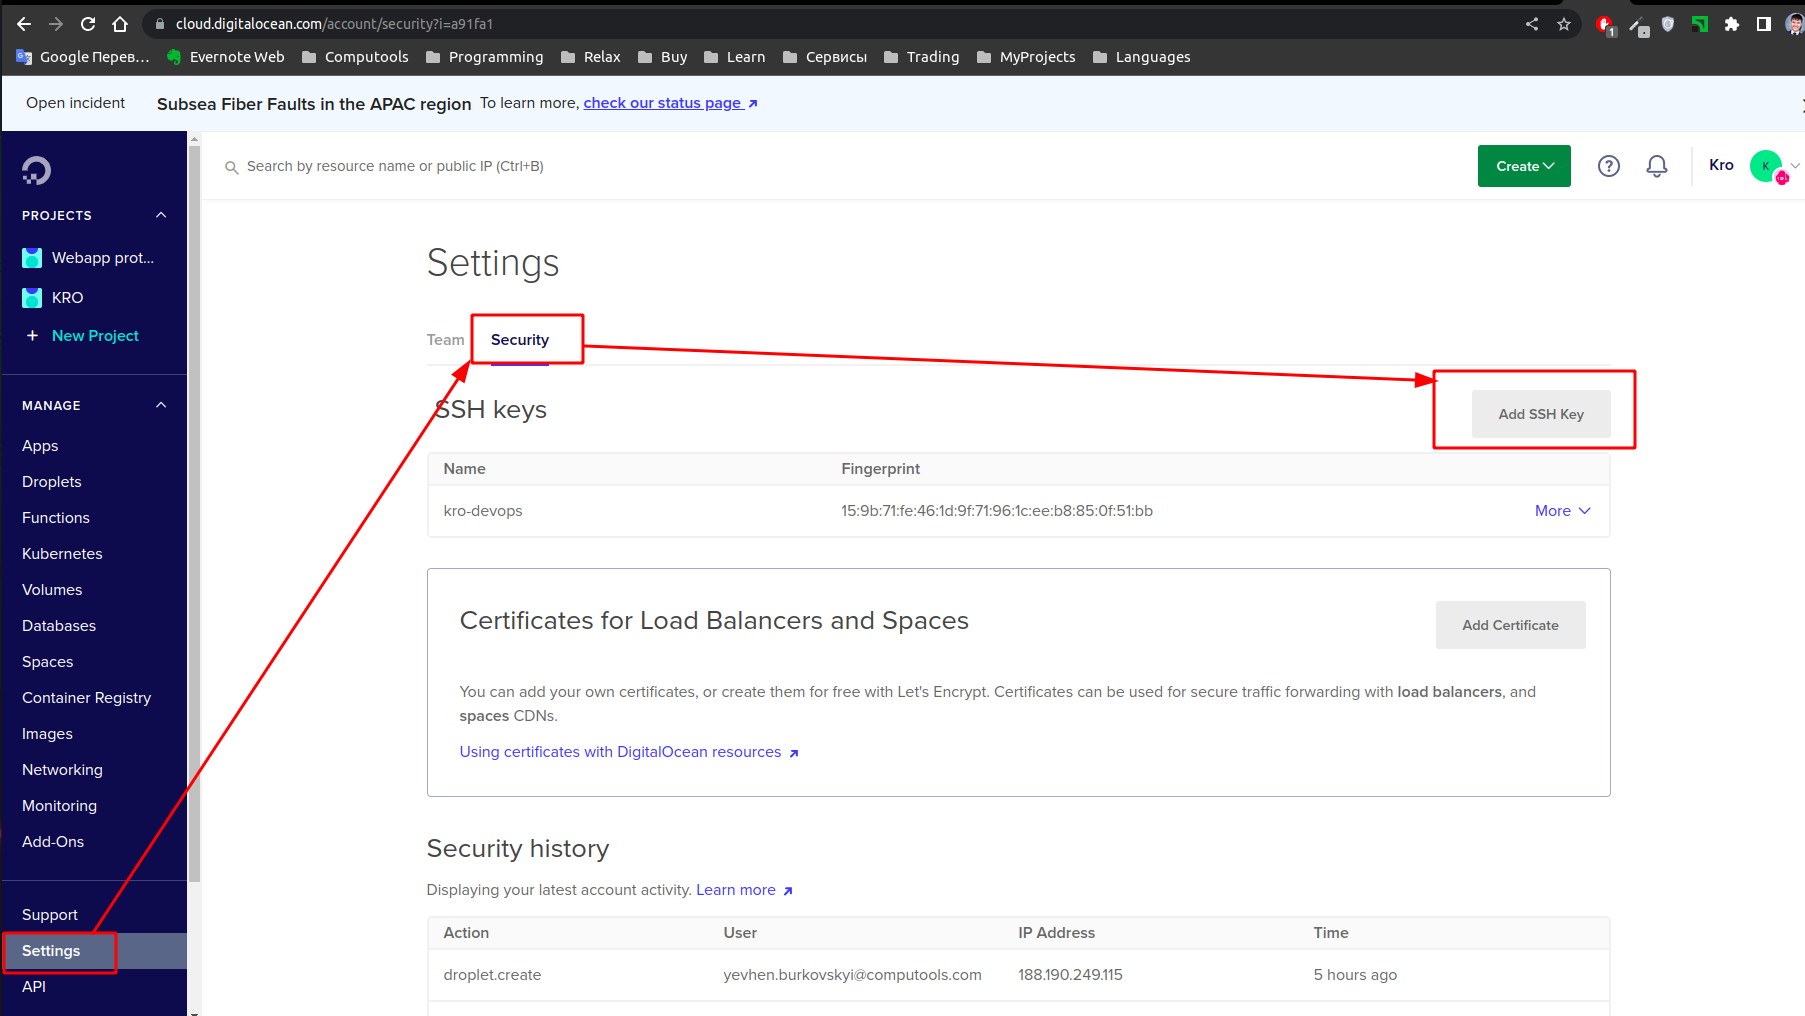 cloud.digitalocean.com/account/security?i=a91fa1
1
Google Перев...
Evernote Web
Computools
Programming
Relax
Buy
Learn
Сервисы
Trading
MyProjects
Languages
Open incident
Subsea Fiber Faults in the APAC region To learn more, check our status page
Search by resource name or public IP (Ctrl+B)
Create
?
Kro
K
PROJECTS
Webapp prot...
KRO
+ New Project
MANAGE
Apps
Droplets
Functions
Kubernetes
Volumes
Databases
Spaces
Container Registry
Images
Networking
Monitoring
Add-Ons
Support
Settings
API
Settings
Team
Security
SSH keys
Add SSH Key
Name Fingerprint
kro-devops 15:9b:71:fe:46:1d:9f:71:96:1c:ee:b8:85:0f:51:bb More
Certificates for Load Balancers and Spaces
Add Certificate
You can add your own certificates, or create them for free with Let's Encrypt. Certificates can be used for secure traffic forwarding with load balancers, and
spaces CDNs.
Using certificates with DigitalOcean resources
Security history
Displaying your latest account activity. Learn more
Action User IP Address Time
droplet.create yevhen.burkovskyi@computools.com 188.190.249.115 5 hours ago